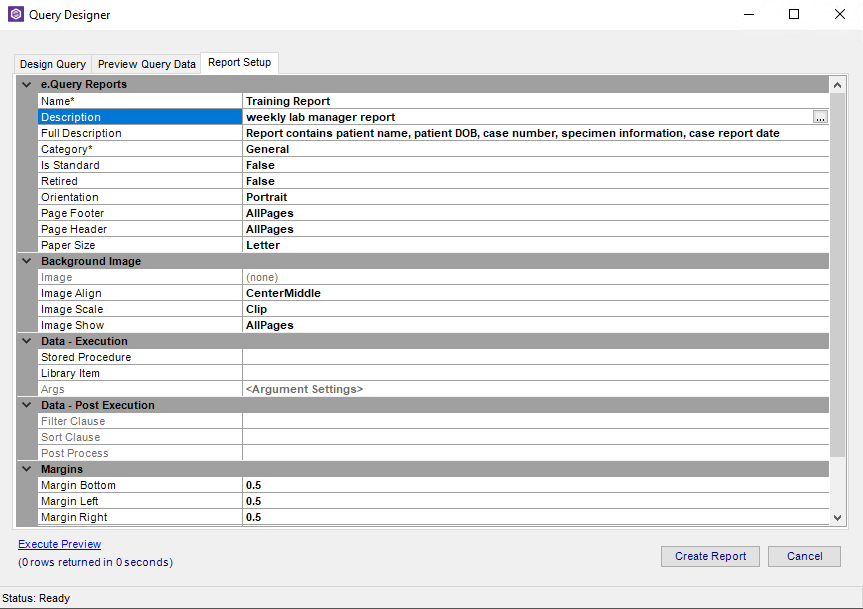 Query Designer
Design Query Preview Query Data Report Setup
e.Query Reports
Name* Training Report
Description weekly lab manager report ...
Full Description Report contains patient name, patient DOB, case number, specimen information, case report date
Category* General
Is Standard False
Retired False
Orientation Portrait
Page Footer AllPages
Page Header AllPages
Paper Size Letter
Background Image
Image (none)
Image Align CenterMiddle
Image Scale Clip
Image Show AllPages
Data - Execution
Stored Procedure
Library Item
Args <Argument Settings>
Data - Post Execution
Filter Clause
Sort Clause
Post Process
Margins
Margin Bottom 0.5
Margin Left 0.5
Margin Right 0.5
Execute Preview
(0 rows returned in 0 seconds)
Create Report Cancel
Status: Ready